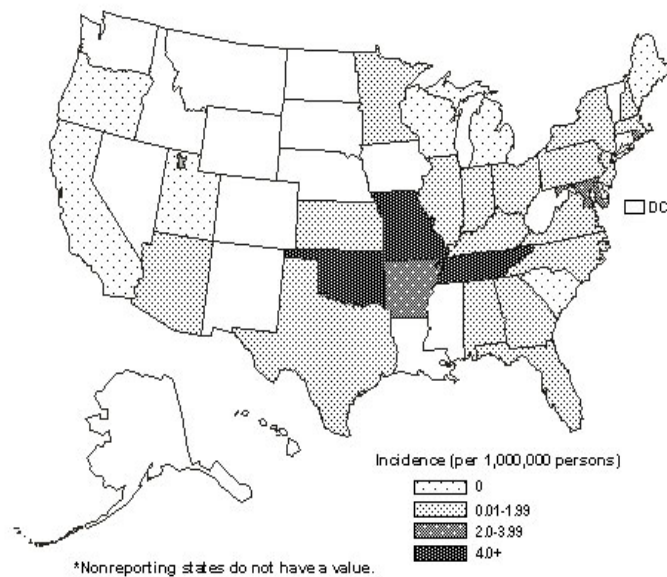 DC
Incidence (per 1,000,000 persons)
0
0.01-1.99
2.0-3.99
4.0+
*Nonreporting states do not have a value.